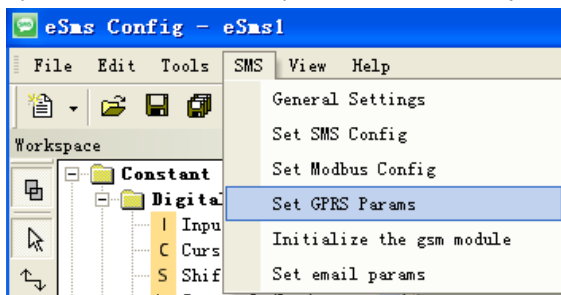 eSms Config - eSms1
File Edit Tools SMS View Help
General Settings
Set SMS Config
Workspace
Set Modbus Config
Constant
Digital
Set GPRS Params
I Inpu
Initialize the gsm module
C Curs
S Shif
Set email params